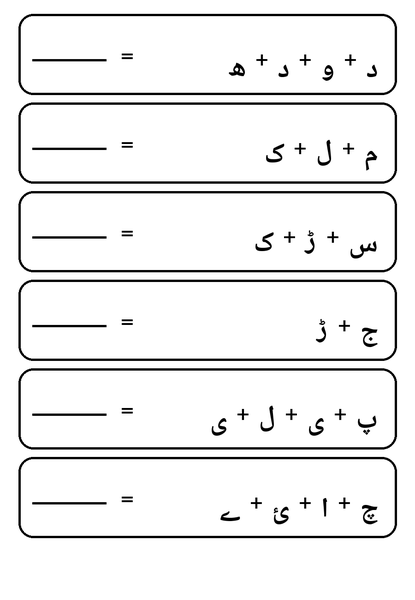 د + و + د + ھ = ______
م + ل + ک = ______
س + ڑ + ک = ______
ج + ڑ = ______
پ + ی + ل + ی = ______
چ + ا + ئ + ے = ______